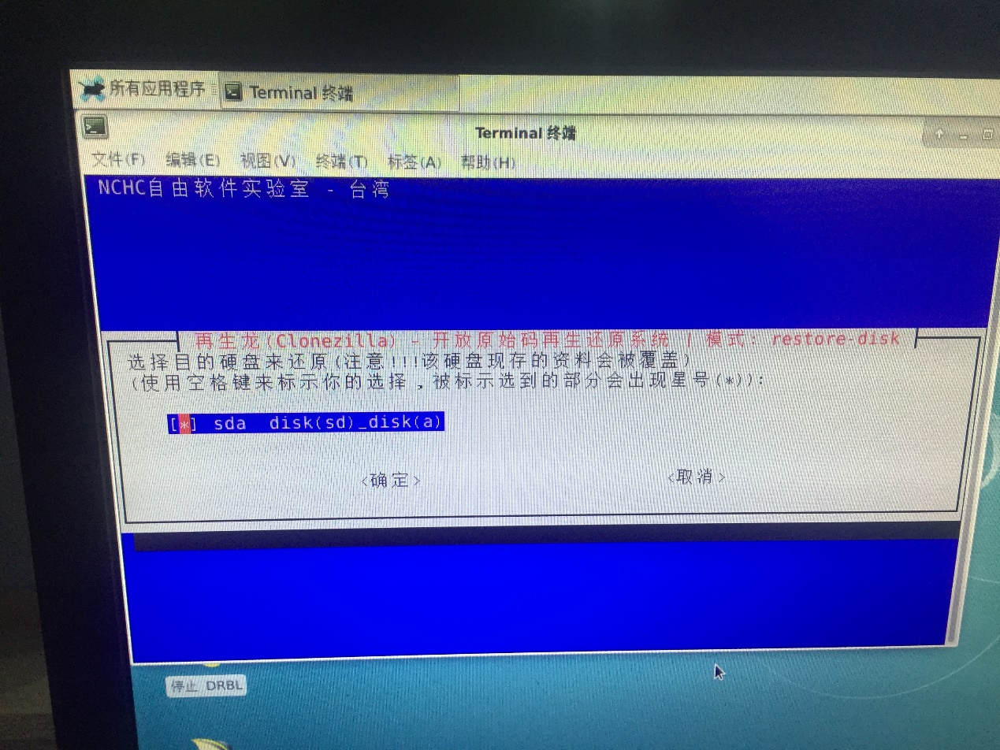 所有应用程序 Terminal 终端
Terminal 终端
文件(F) 编辑(E) 视图(V) 终端(T) 标签(A) 帮助(H)
NCHC自由软件实验室 - 台湾
再生龙(Clonezilla) - 开放原始码再生还原系统 | 模式: restore-disk
选择目的硬盘来还原(注意!!!该硬盘现存的资料会被覆盖)
(使用空格键来标示你的选择，被标示选到的部分会出现星号(*)):
[*] sda disk(sd)_disk(a)
<确定> <取消>
停止 DRBL